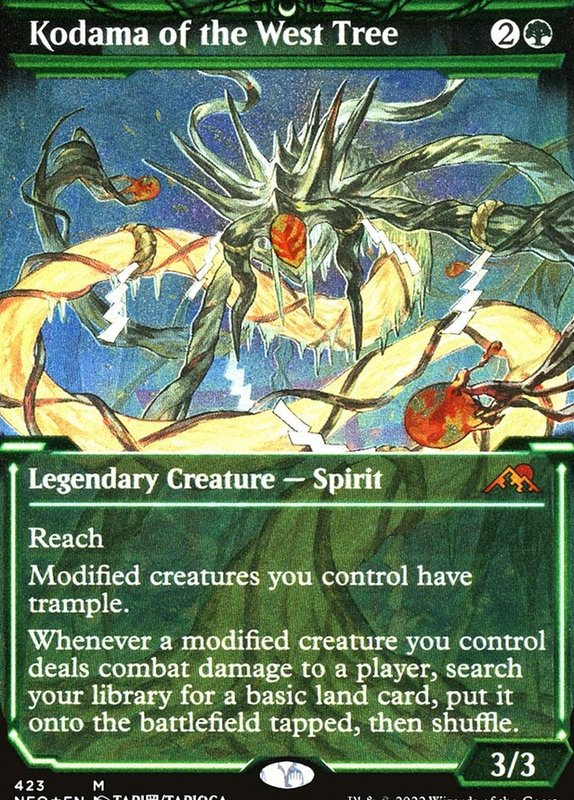 Kodama of the West Tree 2
Legendary Creature — Spirit
Reach
Modified creatures you control have
trample.
Whenever a modified creature you control
deals combat damage to a player, search
your library for a basic land card, put it
onto the battlefield tapped, then shuffle.
3/3
423 M
NEO★EN